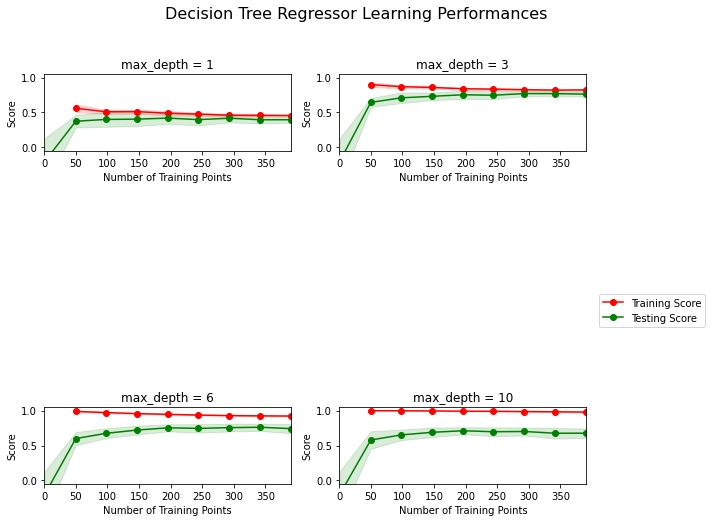 Decision Tree Regressor Learning Performances
max_depth = 1
1.0
0.5
0.0
Score
0 50 100 150 200 250 300 350
Number of Training Points
max_depth = 3
1.0
0.5
0.0
Score
0 50 100 150 200 250 300 350
Number of Training Points
Training Score
Testing Score
max_depth = 6
1.0
0.5
0.0
Score
0 50 100 150 200 250 300 350
Number of Training Points
max_depth = 10
1.0
0.5
0.0
Score
0 50 100 150 200 250 300 350
Number of Training Points